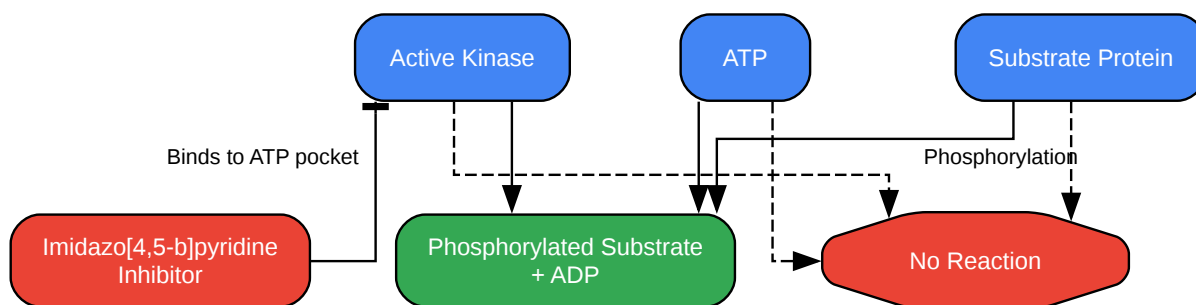 Active Kinase
ATP
Substrate Protein
Binds to ATP pocket
Phosphorylation
Imidazo[4,5-b]pyridine
Inhibitor
Phosphorylated Substrate
+ ADP
No Reaction